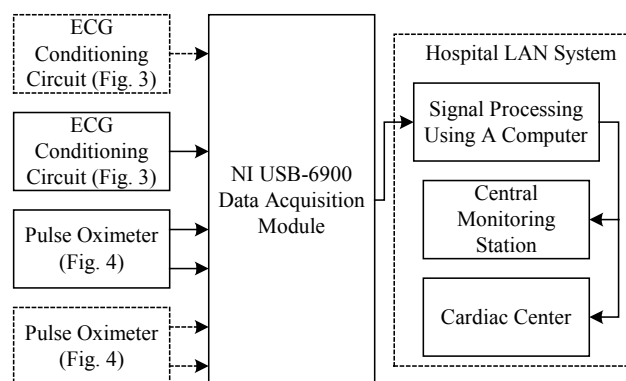 ECG
Conditioning
Circuit (Fig. 3)
ECG
Conditioning
Circuit (Fig. 3)
Pulse Oximeter
(Fig. 4)
Pulse Oximeter
(Fig. 4)
NI USB-6900
Data Acquisition
Module
Hospital LAN System
Signal Processing
Using A Computer
Central
Monitoring
Station
Cardiac Center